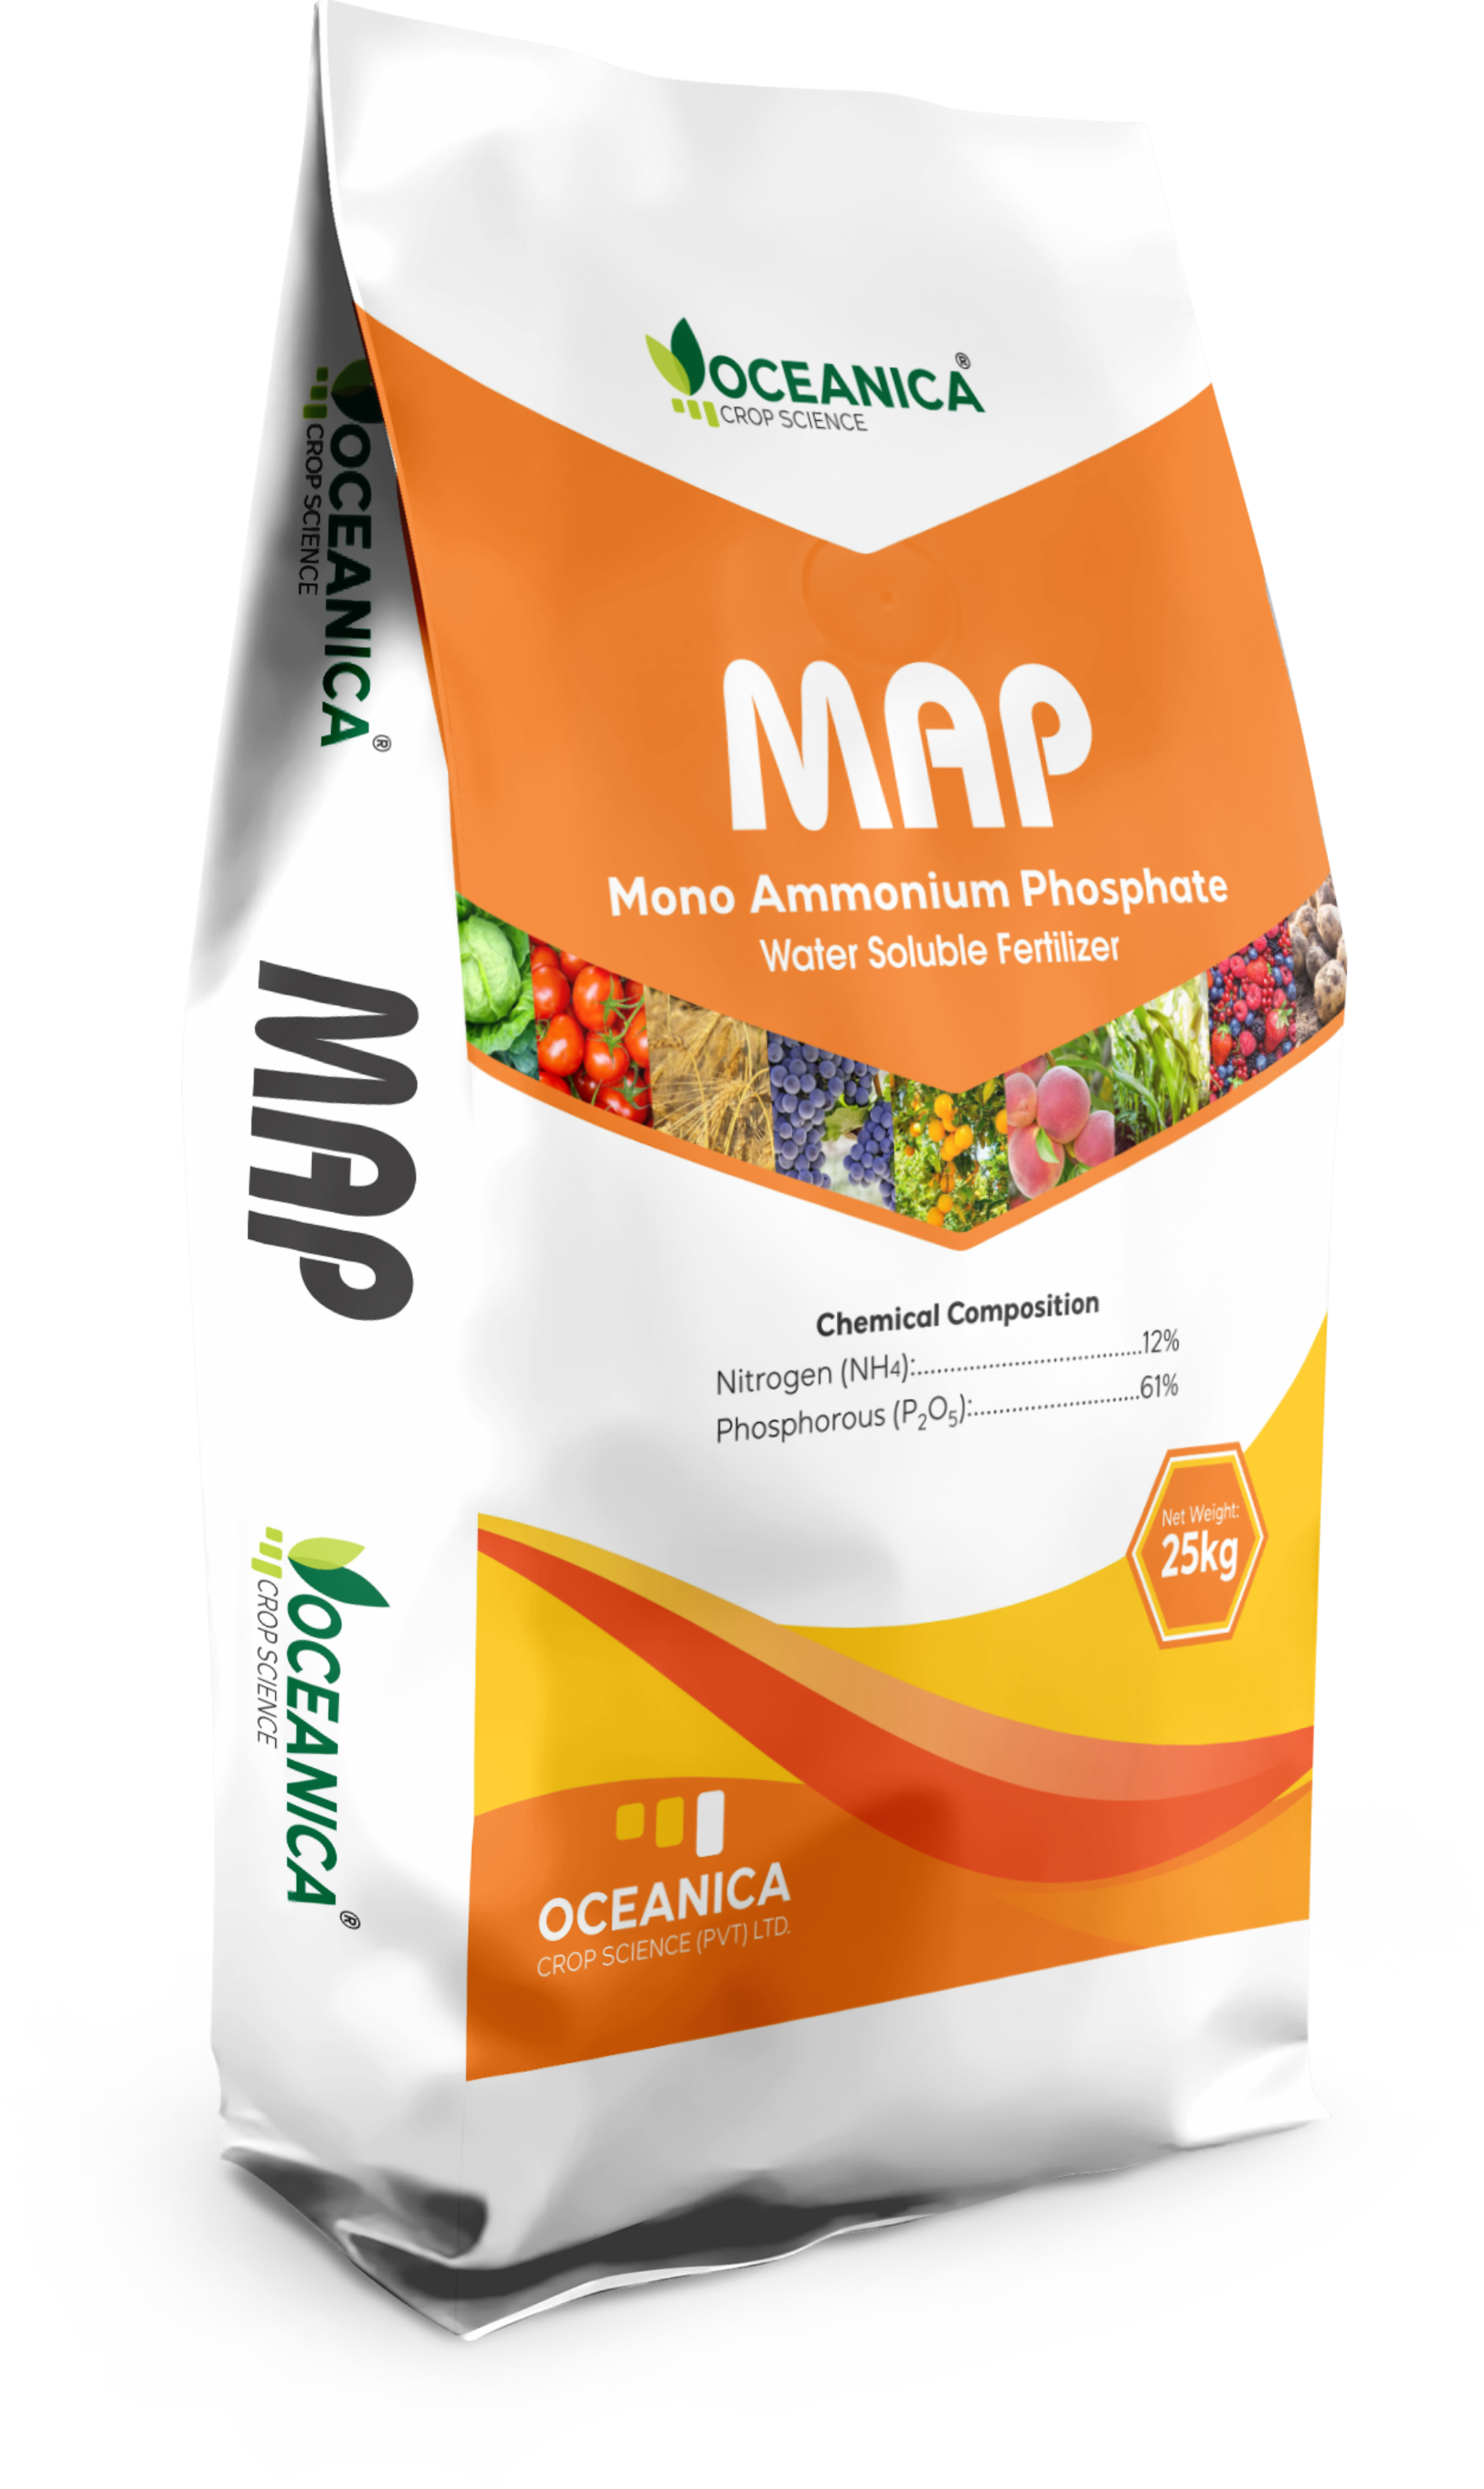 OCEANICA®
CROP SCIENCE
MAP
Mono Ammonium Phosphate
Water Soluble Fertilizer
Chemical Composition
Nitrogen (NH4):..................................12%
Phosphorous (P₂O₅):.........................61%
Net Weight:
25kg
OCEANICA
CROP SCIENCE (PVT) LTD.
OCEANICA®
CROP SCIENCE
MAP
OCEANICA®
CROP SCIENCE